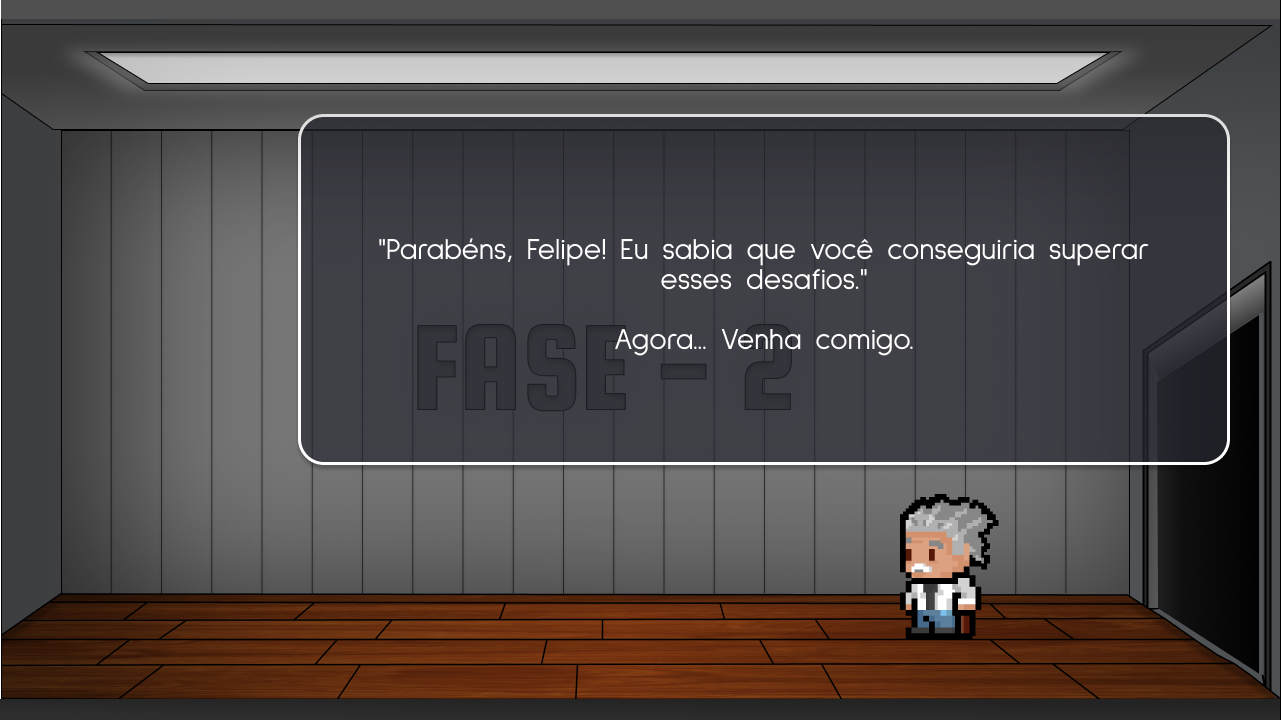 "Parabéns, Felipe! Eu sabia que você conseguiria superar
esses desafios."
Agora... Venha comigo.
FASE - 2